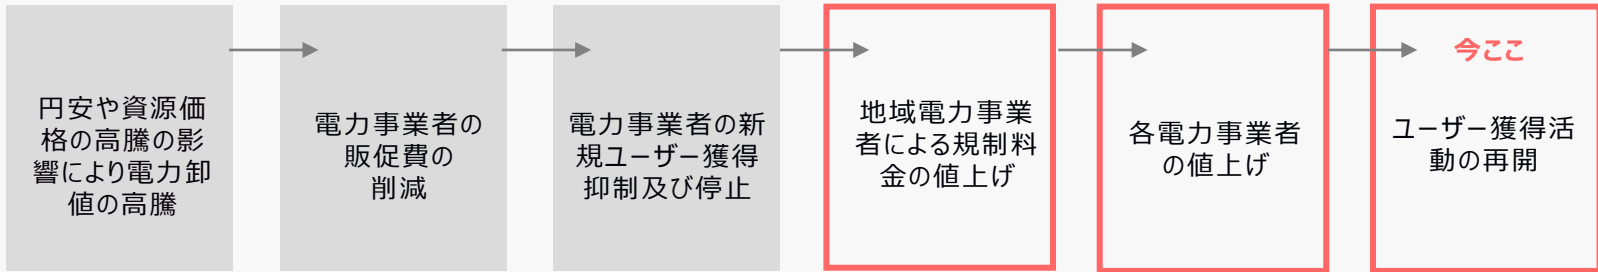 円安や資源価
格の高騰の影
響により電力卸
値の高騰
電力事業者の
販促費の
削減
電力事業者の新
規ユーザー獲得
抑制及び停止
地域電力事業
者による規制料
金の値上げ
各電力事業者
の値上げ
今ここ
ユーザー獲得活
動の再開